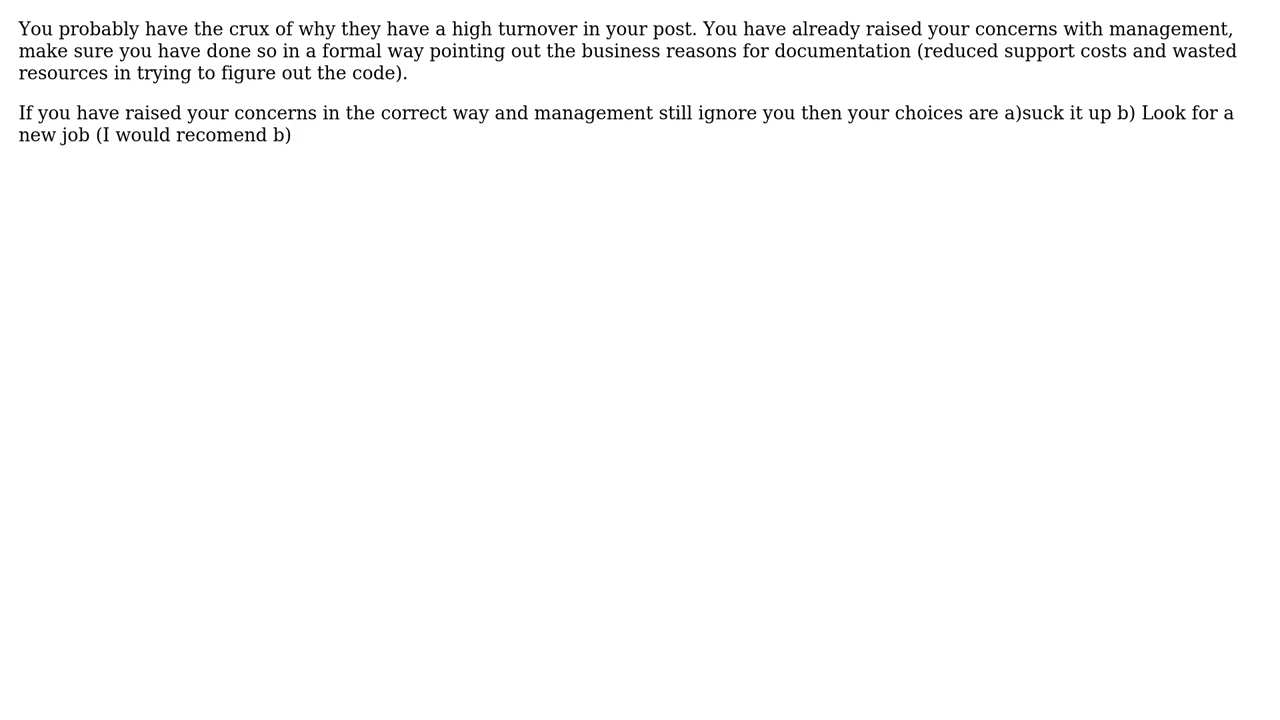 You probably have the crux of why they have a high turnover in your post. You have already raised your concerns with management,
make sure you have done so in a formal way pointing out the business reasons for documentation (reduced support costs and wasted
resources in trying to figure out the code).
If you have raised your concerns in the correct way and management still ignore you then your choices are a)suck it up b) Look for a
new job (I would recomend b)